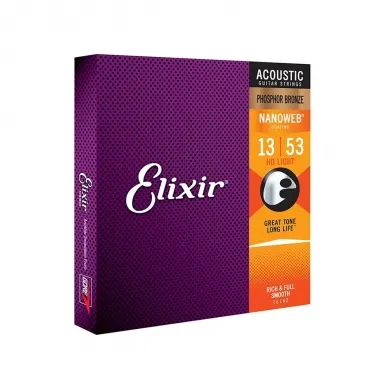 Elixir
ACOUSTIC
GUITAR STRINGS
PHOSPHOR BRONZE
NANOWEB®
COATING
13 | 53
HD LIGHT
GREAT TONE
LONG LIFE
RICH & FULL
SMOOTH